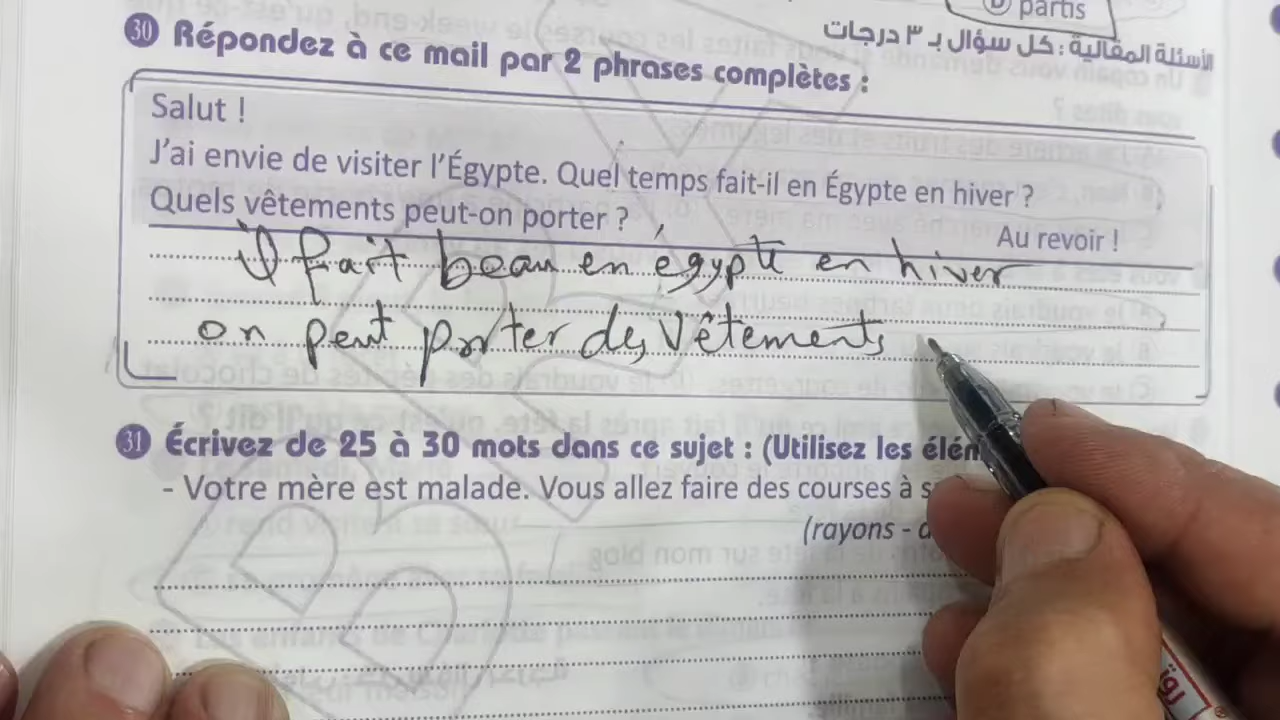 D partis
الأسئلة المقالية : كل سؤال بـ ٣ درجات
30 Répondez à ce mail par 2 phrases complètes :
Salut !
J'ai envie de visiter l'Égypte. Quel temps fait-il en Égypte en hiver ?
Quels vêtements peut-on porter ?
Au revoir !
il fait beau en égypte en hiver
on peut porter des vêtements
31 Écrivez de 25 à 30 mots dans ce sujet : (Utilisez les élém
- Votre mère est malade. Vous allez faire des courses à s
(rayons - a